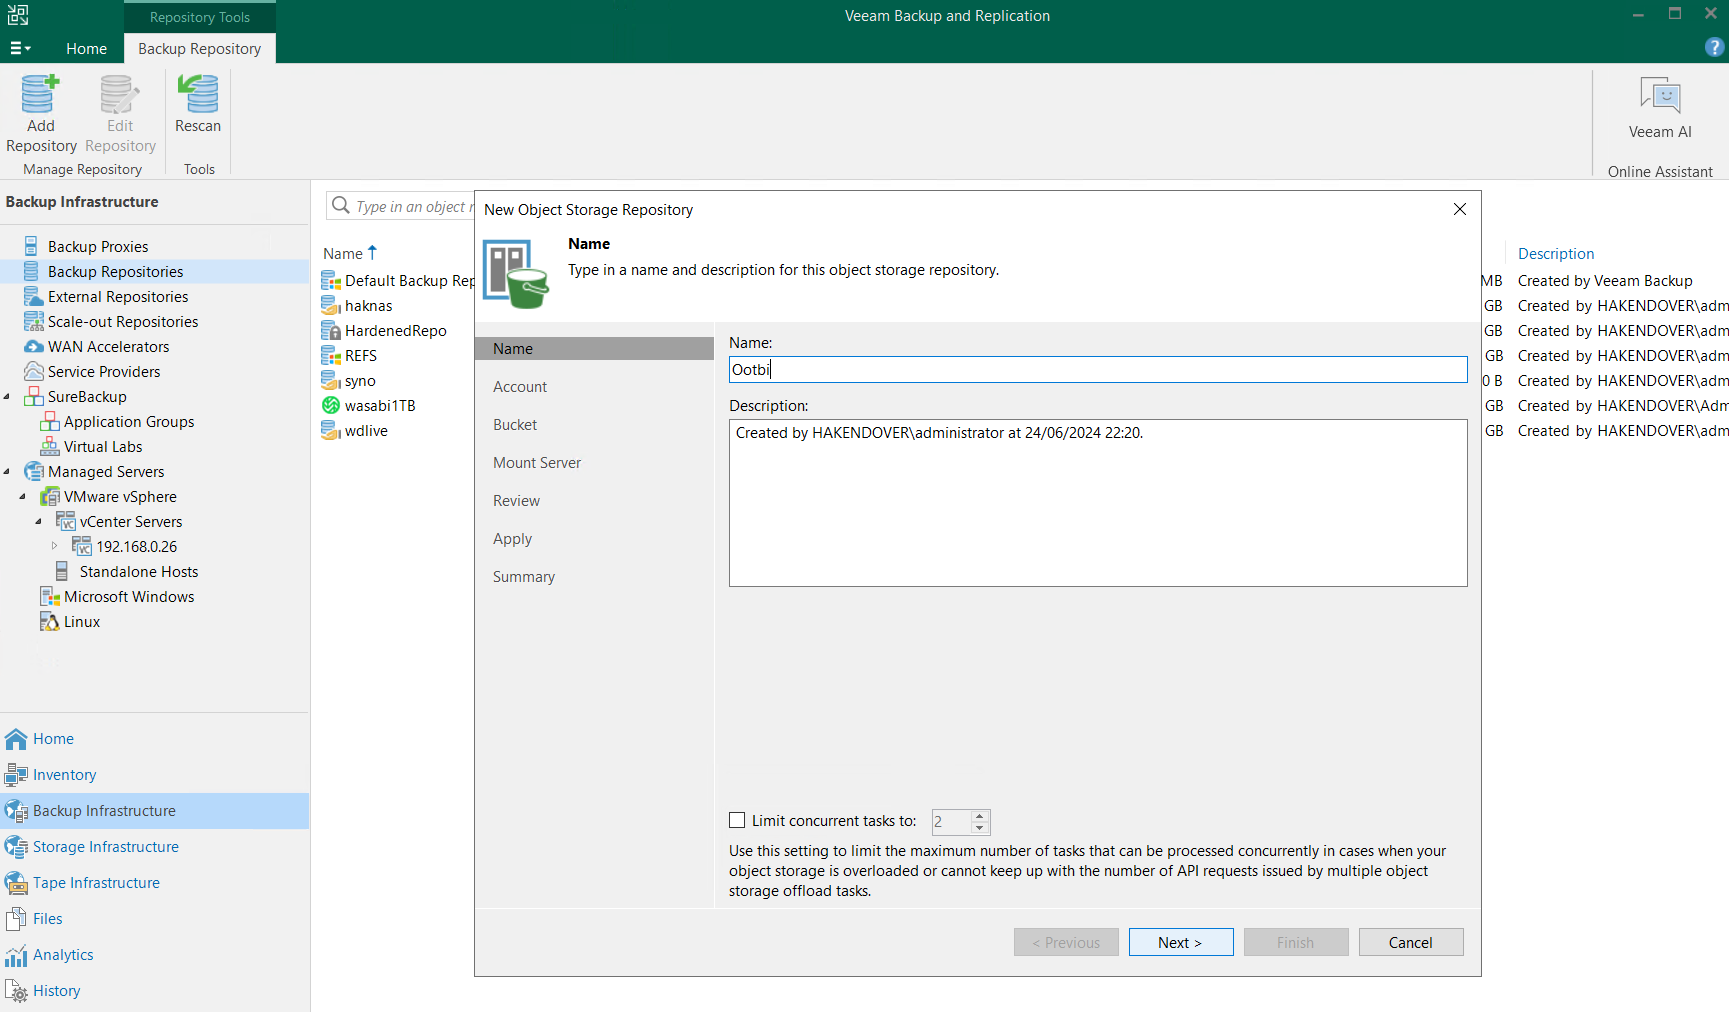 Repository Tools
Veeam Backup and Replication
Home
Backup Repository
?
Add
Repository
Edit
Repository
Rescan
Manage Repository
Tools
Veeam AI
Online Assistant
Backup Infrastructure
Backup Proxies
Backup Repositories
External Repositories
Scale-out Repositories
WAN Accelerators
Service Providers
SureBackup
Application Groups
Virtual Labs
Managed Servers
VMware vSphere
vCenter Servers
192.168.0.26
Standalone Hosts
Microsoft Windows
Linux
Home
Inventory
Backup Infrastructure
Storage Infrastructure
Tape Infrastructure
Files
Analytics
History
Type in an object
Name
Default Backup Rep
haknas
HardenedRepo
REFS
syno
wasabi1TB
wdlive
New Object Storage Repository
Name
Type in a name and description for this object storage repository.
Name
Account
Bucket
Mount Server
Review
Apply
Summary
Name:
Ootbi
Description:
Created by HAKENDOVER\administrator at 24/06/2024 22:20.
Limit concurrent tasks to:
2
Use this setting to limit the maximum number of tasks that can be processed concurrently in cases when your
object storage is overloaded or cannot keep up with the number of API requests issued by multiple object
storage offload tasks.
< Previous
Next >
Finish
Cancel
Description
MB Created by Veeam Backup
GB Created by HAKENDOVER\adm
GB Created by HAKENDOVER\adm
GB Created by HAKENDOVER\adm
0 B Created by HAKENDOVER\adm
GB Created by HAKENDOVER\Adm
GB Created by HAKENDOVER\adm